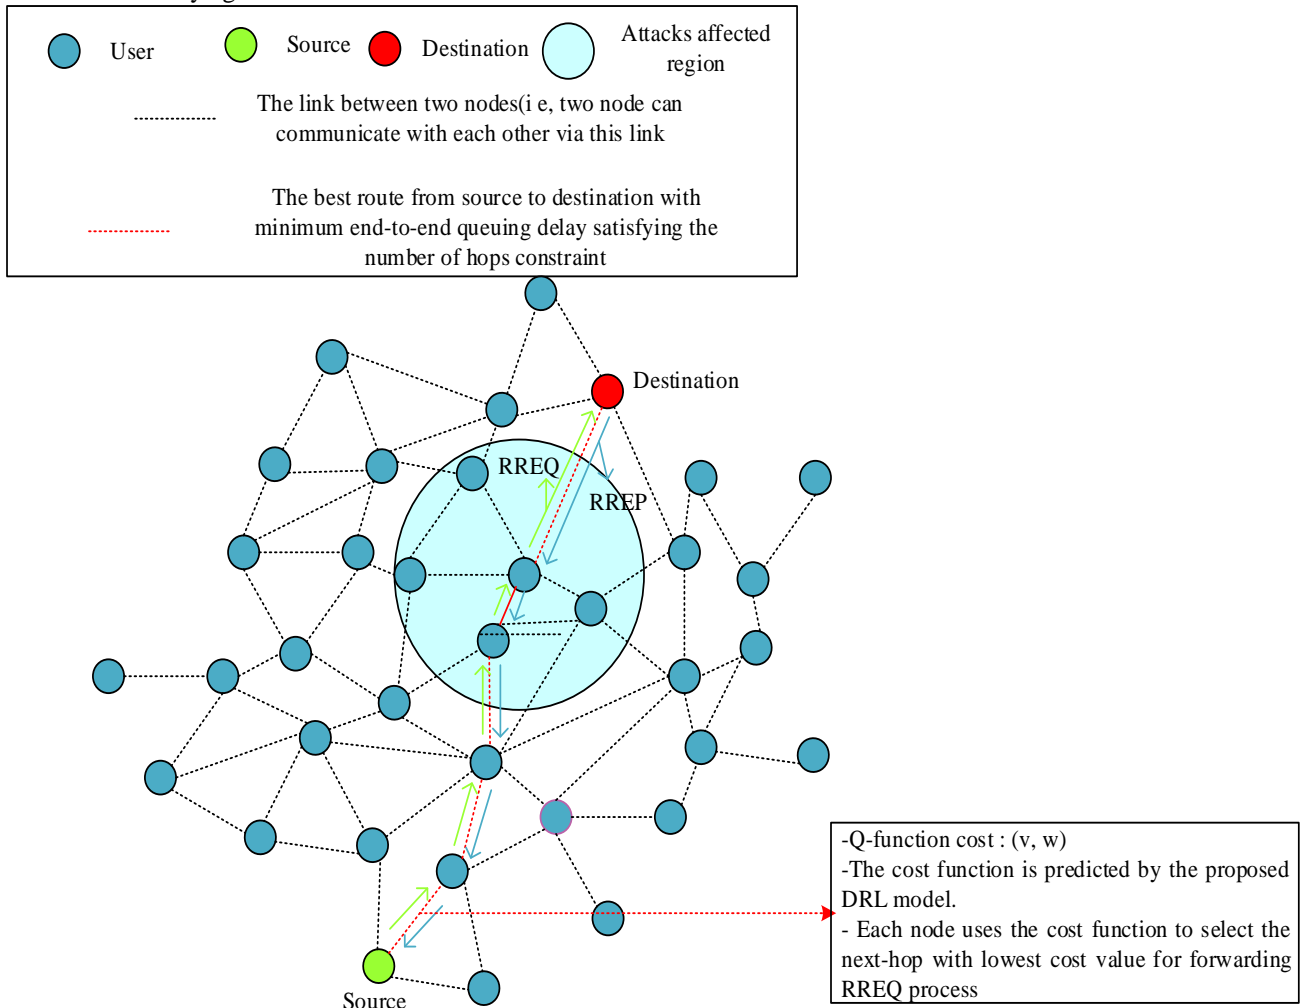 User
Source
Destination
Attacks affected
region
The link between two nodes(i e, two node can
communicate with each other via this link
The best route from source to destination with
minimum end-to-end queuing delay satisfying the
number of hops constraint
Destination
RREQ
RREP
-Q-function cost : (v, w)
-The cost function is predicted by the proposed
DRL model.
- Each node uses the cost function to select the
next-hop with lowest cost value for forwarding
RREQ process
Source